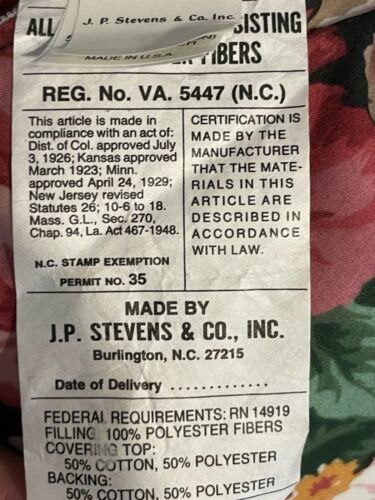 J. P. Stevens & Co. Inc.
MADE IN U.S.A.
ALL
SISTING
FIBERS
REG. No. VA. 5447 (N.C.)
This article is made in
compliance with an act of:
Dist. of Col. approved July
3, 1926; Kansas approved
March 1923; Minn.
approved April 24, 1929;
New Jersey revised
Statutes 26; 10-6 to 18.
Mass. G.L., Sec. 270,
Chap. 94, La. Act 467-1948.
N.C. STAMP EXEMPTION
PERMIT NO. 35
CERTIFICATION IS
MADE BY THE
MANUFACTURER
THAT THE MATE-
RIALS IN THIS
ARTICLE ARE
DESCRIBED IN
ACCORDANCE
WITH LAW.
MADE BY
J.P. STEVENS & CO., INC.
Burlington, N.C. 27215
Date of Delivery .............
FEDERAL REQUIREMENTS: RN 14919
FILLING: 100% POLYESTER FIBERS
COVERING TOP:
50% COTTON, 50% POLYESTER
BACKING:
50% COTTON, 50% POLYESTER